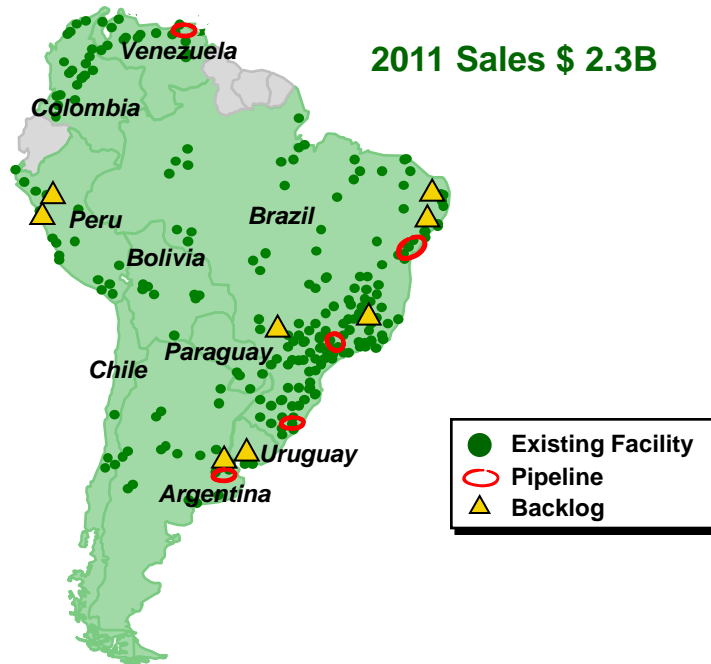 Venezuela
2011 Sales $ 2.3B
Colombia
Peru
Brazil
Bolivia
Paraguay
Chile
Uruguay
Argentina
Existing Facility
Pipeline
Backlog